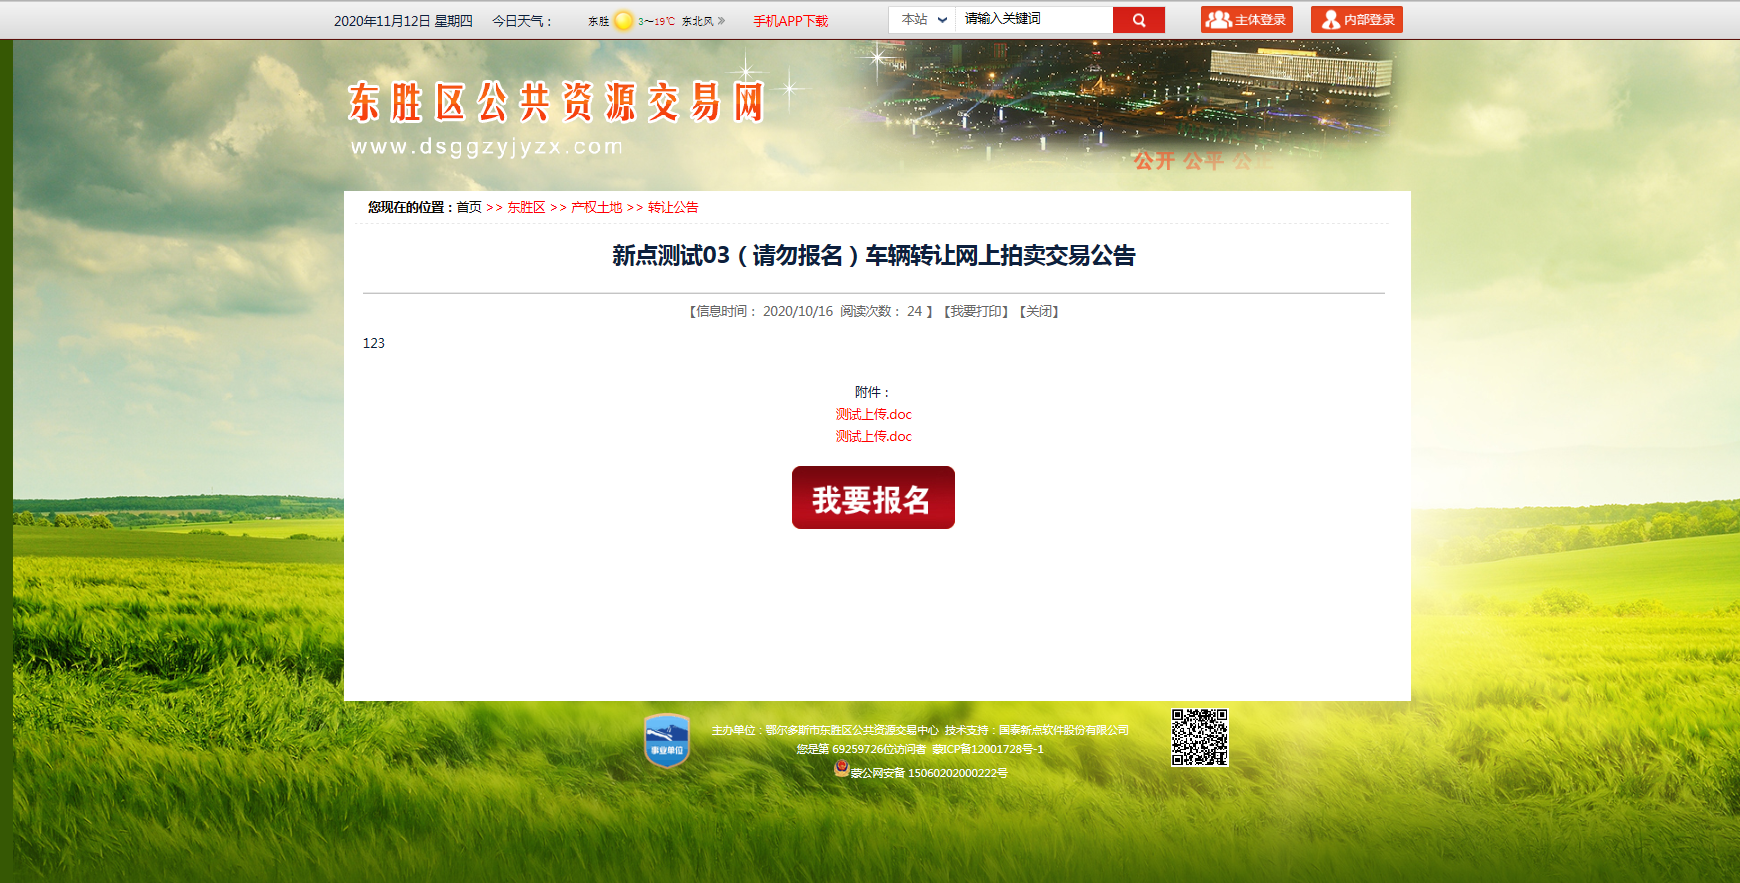 2020年11月12日 星期四 今日天气： 东胜 3～19℃ 东北风 手机APP下载 本站 请输入关键词 主体登录 内部登录
东胜区公共资源交易网
www.dsggzyjyzx.com
公开 公平 公正
您现在的位置：首页 >> 东胜区 >> 产权土地 >> 转让公告
新点测试03（请勿报名）车辆转让网上拍卖交易公告
【信息时间： 2020/10/16 阅读次数： 24 】【我要打印】【关闭】
123
附件：
测试上传.doc
测试上传.doc
我要报名
事业单位
主办单位：鄂尔多斯市东胜区公共资源交易中心 技术支持：国泰新点软件股份有限公司
您是第 69259726位访问者 蒙ICP备12001728号-1
蒙公网安备 15060202000222号